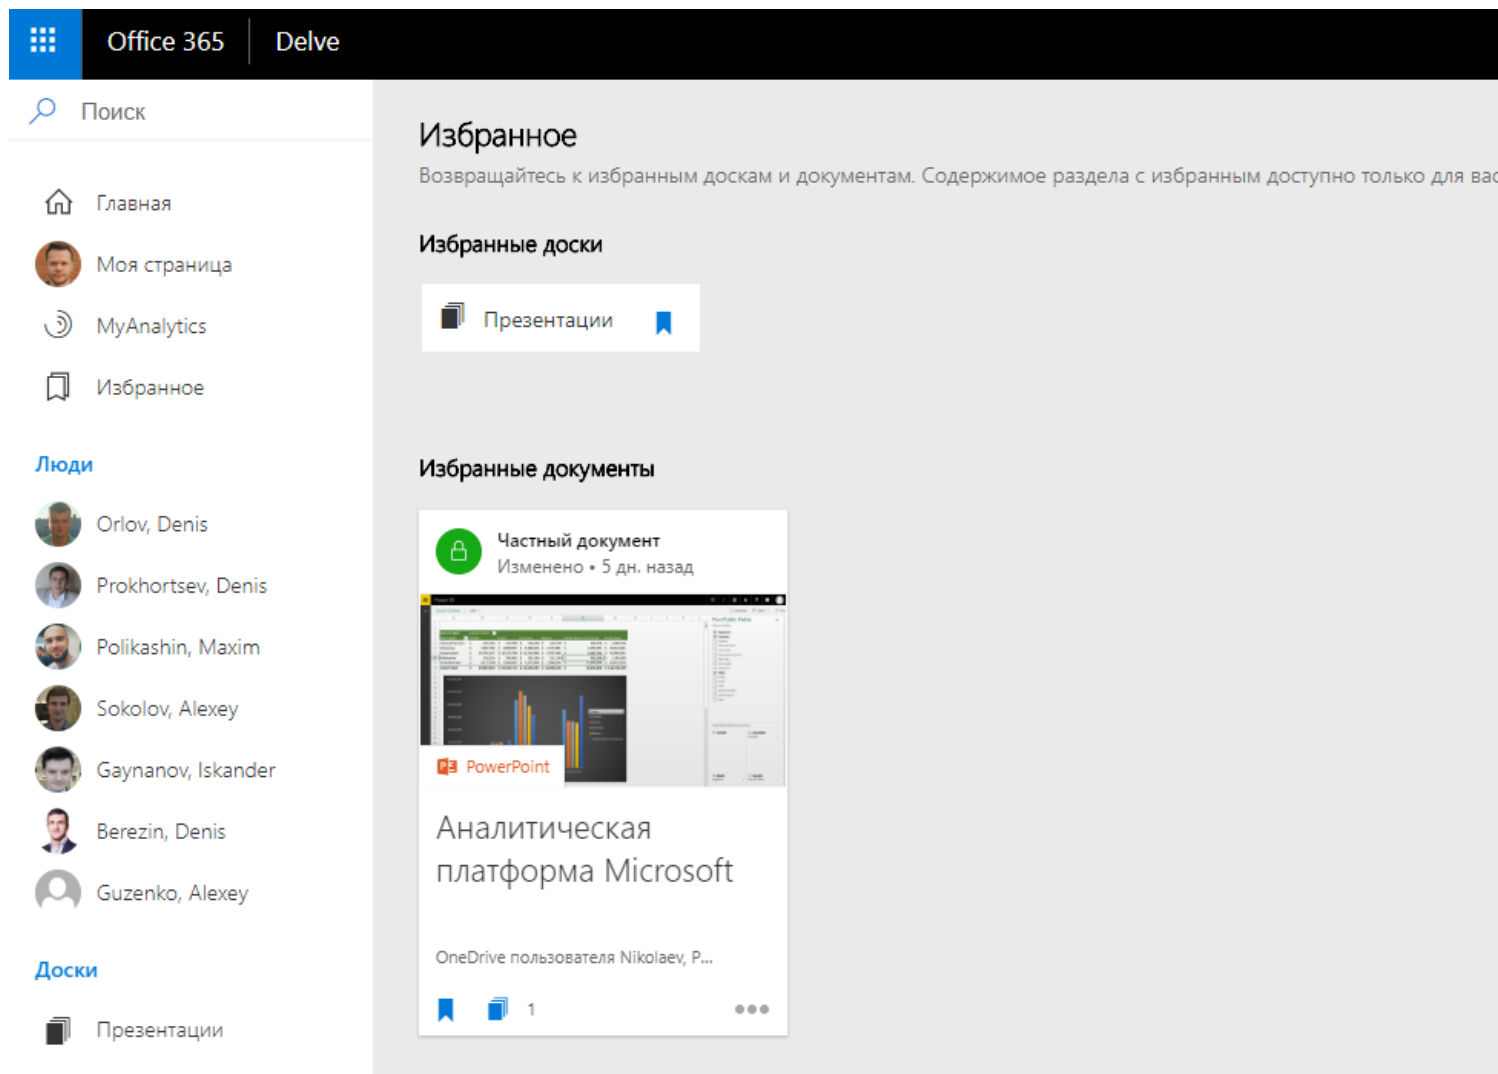 Office 365
Delve
Поиск
Главная
Моя страница
MyAnalytics
Избранное
Люди
Orlov, Denis
Prokhortsev, Denis
Polikashin, Maxim
Sokolov, Alexey
Gaynanov, Iskander
Berezin, Denis
Guzenko, Alexey
Доски
Презентации
Избранное
Возвращайтесь к избранным доскам и документам. Содержимое раздела с избранным доступно только для вас
Избранные доски
Презентации
Избранные документы
Частный документ
Изменено • 5 дн. назад
PowerPoint
Аналитическая
платформа Microsoft
OneDrive пользователя Nikolaev, P...
1